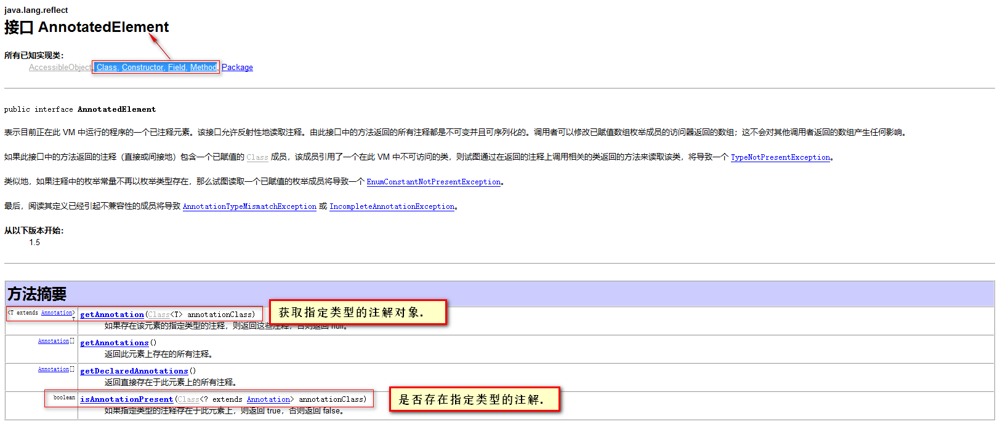 java.lang.reflect
接口 AnnotatedElement
所有已知实现类：
AccessibleObject, Class, Constructor, Field, Method, Package
public interface AnnotatedElement
表示目前正在此 VM 中运行的程序的一个已注释元素。该接口允许反射性地读取注释。由此接口中的方法返回的所有注释都是不可变并且可序列化的。调用者可以修改已赋值数组枚举成员的访问器返回的数组；这不会对其他调用者返回的数组产生任何影响。
如果此接口中的方法返回的注释（直接或间接地）包含一个已赋值的 Class 成员，该成员引用了一个在此 VM 中不可访问的类，则试图通过在返回的注释上调用相关的类返回的方法来读取该类，将导致一个 TypeNotPresentException。
类似地，如果注释中的枚举常量不再以枚举类型存在，那么试图读取一个已赋值的枚举成员将导致一个 EnumConstantNotPresentException。
最后，阅读其定义已经引起不兼容性的成员将导致 AnnotationTypeMismatchException 或 IncompleteAnnotationException。
从以下版本开始：
1.5
方法摘要
<T extends Annotation>
T
getAnnotation(Class<T> annotationClass)
获取指定类型的注解对象.
如果存在该元素的指定类型的注释，则返回这些注释，否则返回 null。
Annotation[]
getAnnotations()
返回此元素上存在的所有注释。
Annotation[]
getDeclaredAnnotations()
返回直接存在于此元素上的所有注释。
boolean
isAnnotationPresent(Class<? extends Annotation> annotationClass)
是否存在指定类型的注解.
如果指定类型的注释存在于此元素上，则返回 true，否则返回 false。